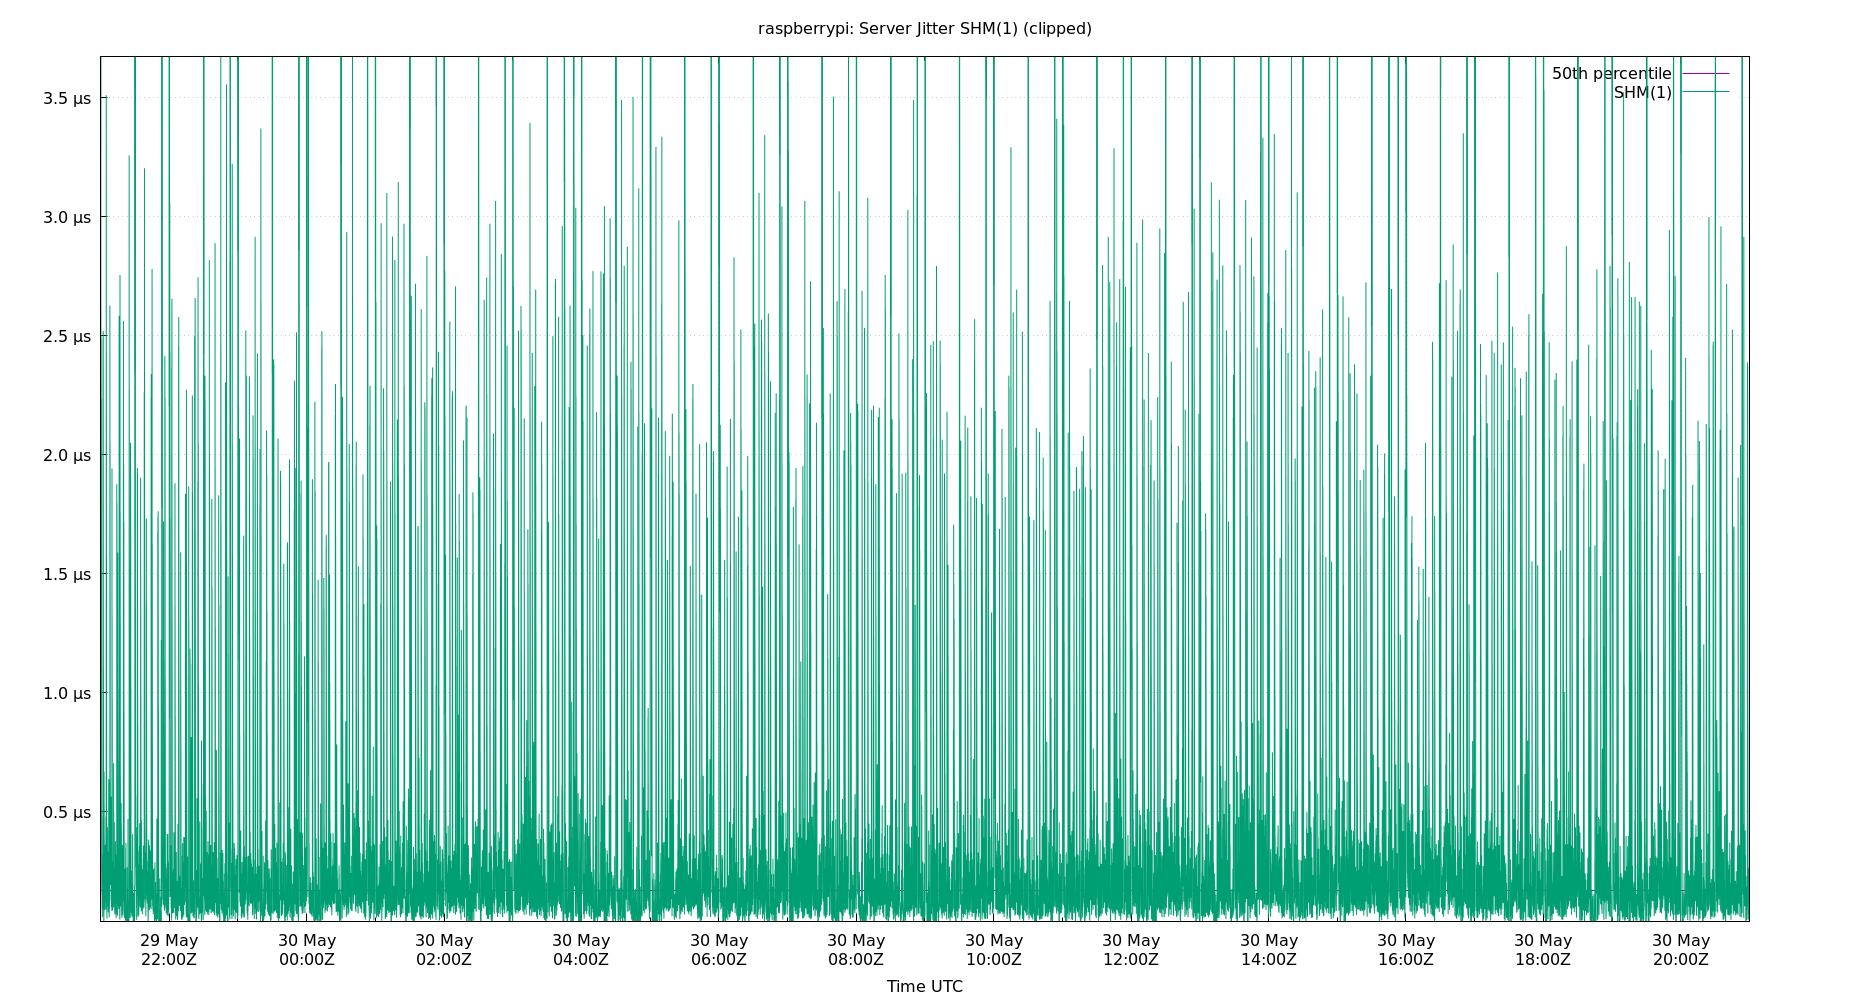 raspberrypi: Server Jitter SHM(1) (clipped)
50th percentile
SHM(1)
3.5 μs
3.0 μs
2.5 μs
2.0 μs
1.5 μs
1.0 μs
0.5 μs
29 May 30 May 30 May 30 May 30 May 30 May 30 May 30 May 30 May 30 May 30 May 30 May
22:00Z 00:00Z 02:00Z 04:00Z 06:00Z 08:00Z 10:00Z 12:00Z 14:00Z 16:00Z 18:00Z 20:00Z
Time UTC